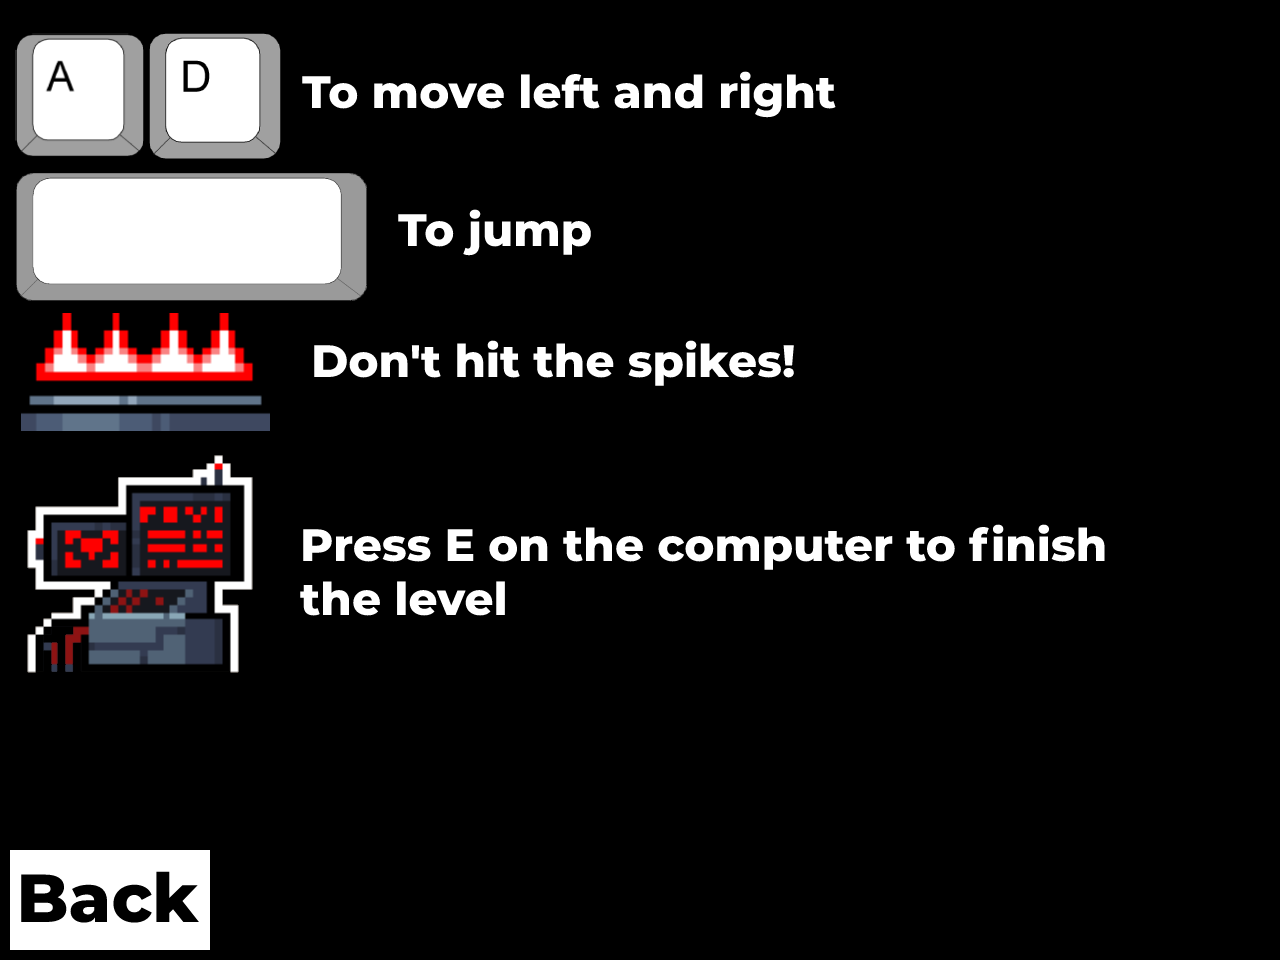 A D To move left and right
To jump
Don't hit the spikes!
Press E on the computer to finish
the level
Back